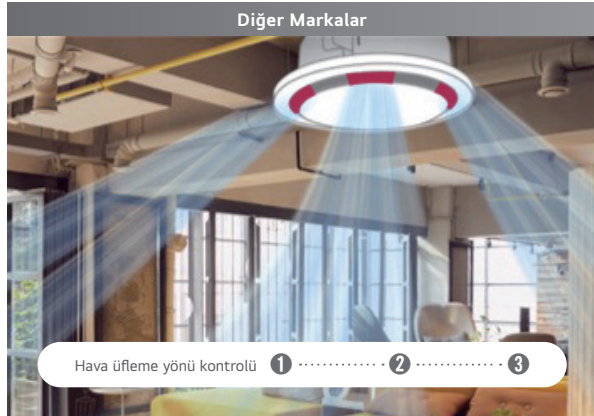 Diğer Markalar
Hava üfleme yönü kontrolü 1 ............ 2 ............ 3